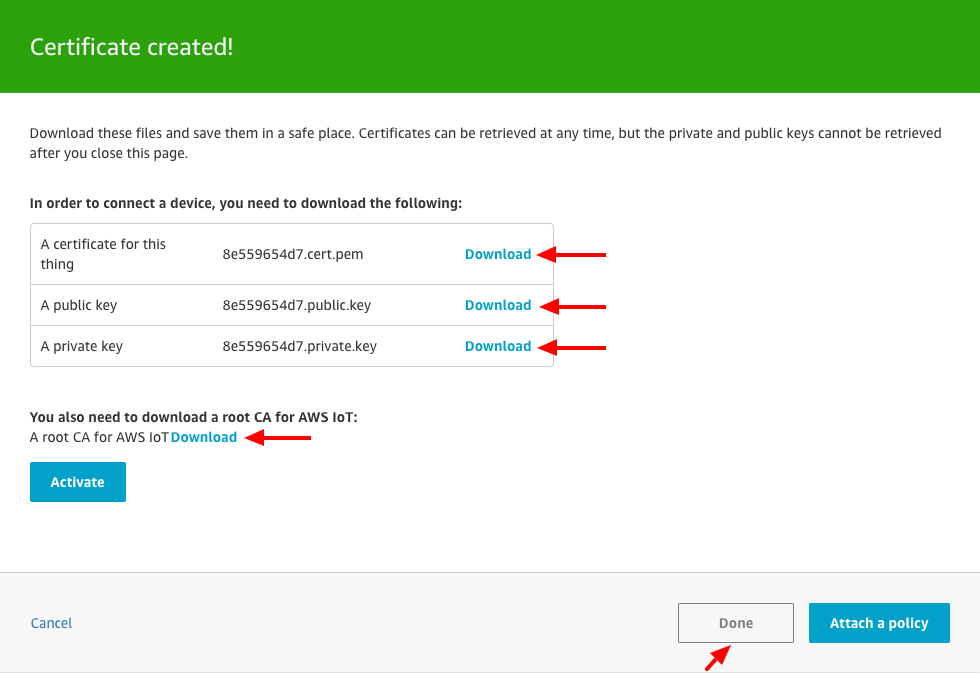 Certificate created!
Download these files and save them in a safe place. Certificates can be retrieved at any time, but the private and public keys cannot be retrieved
after you close this page.
In order to connect a device, you need to download the following:
A certificate for this
thing
8e559654d7.cert.pem
Download
A public key
8e559654d7.public.key
Download
A private key
8e559654d7.private.key
Download
You also need to download a root CA for AWS IoT:
A root CA for AWS IoT Download
Activate
Cancel
Done
Attach a policy